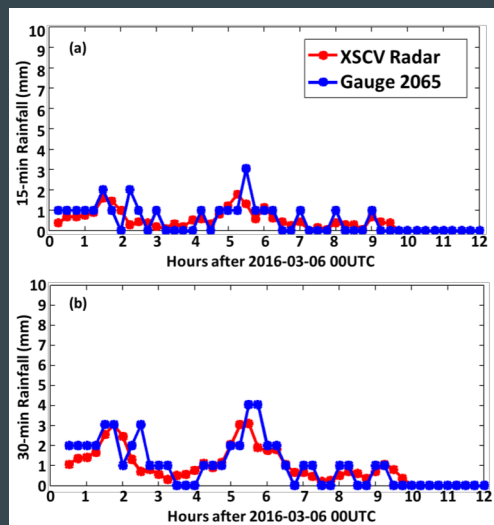 (a)
XSCV Radar
Gauge 2065
15-min Rainfall (mm)
10
9
8
7
6
5
4
3
2
1
0
0 1 2 3 4 5 6 7 8 9 10 11 12
Hours after 2016-03-06 00UTC
(b)
30-min Rainfall (mm)
10
9
8
7
6
5
4
3
2
1
0
0 1 2 3 4 5 6 7 8 9 10 11 12
Hours after 2016-03-06 00UTC